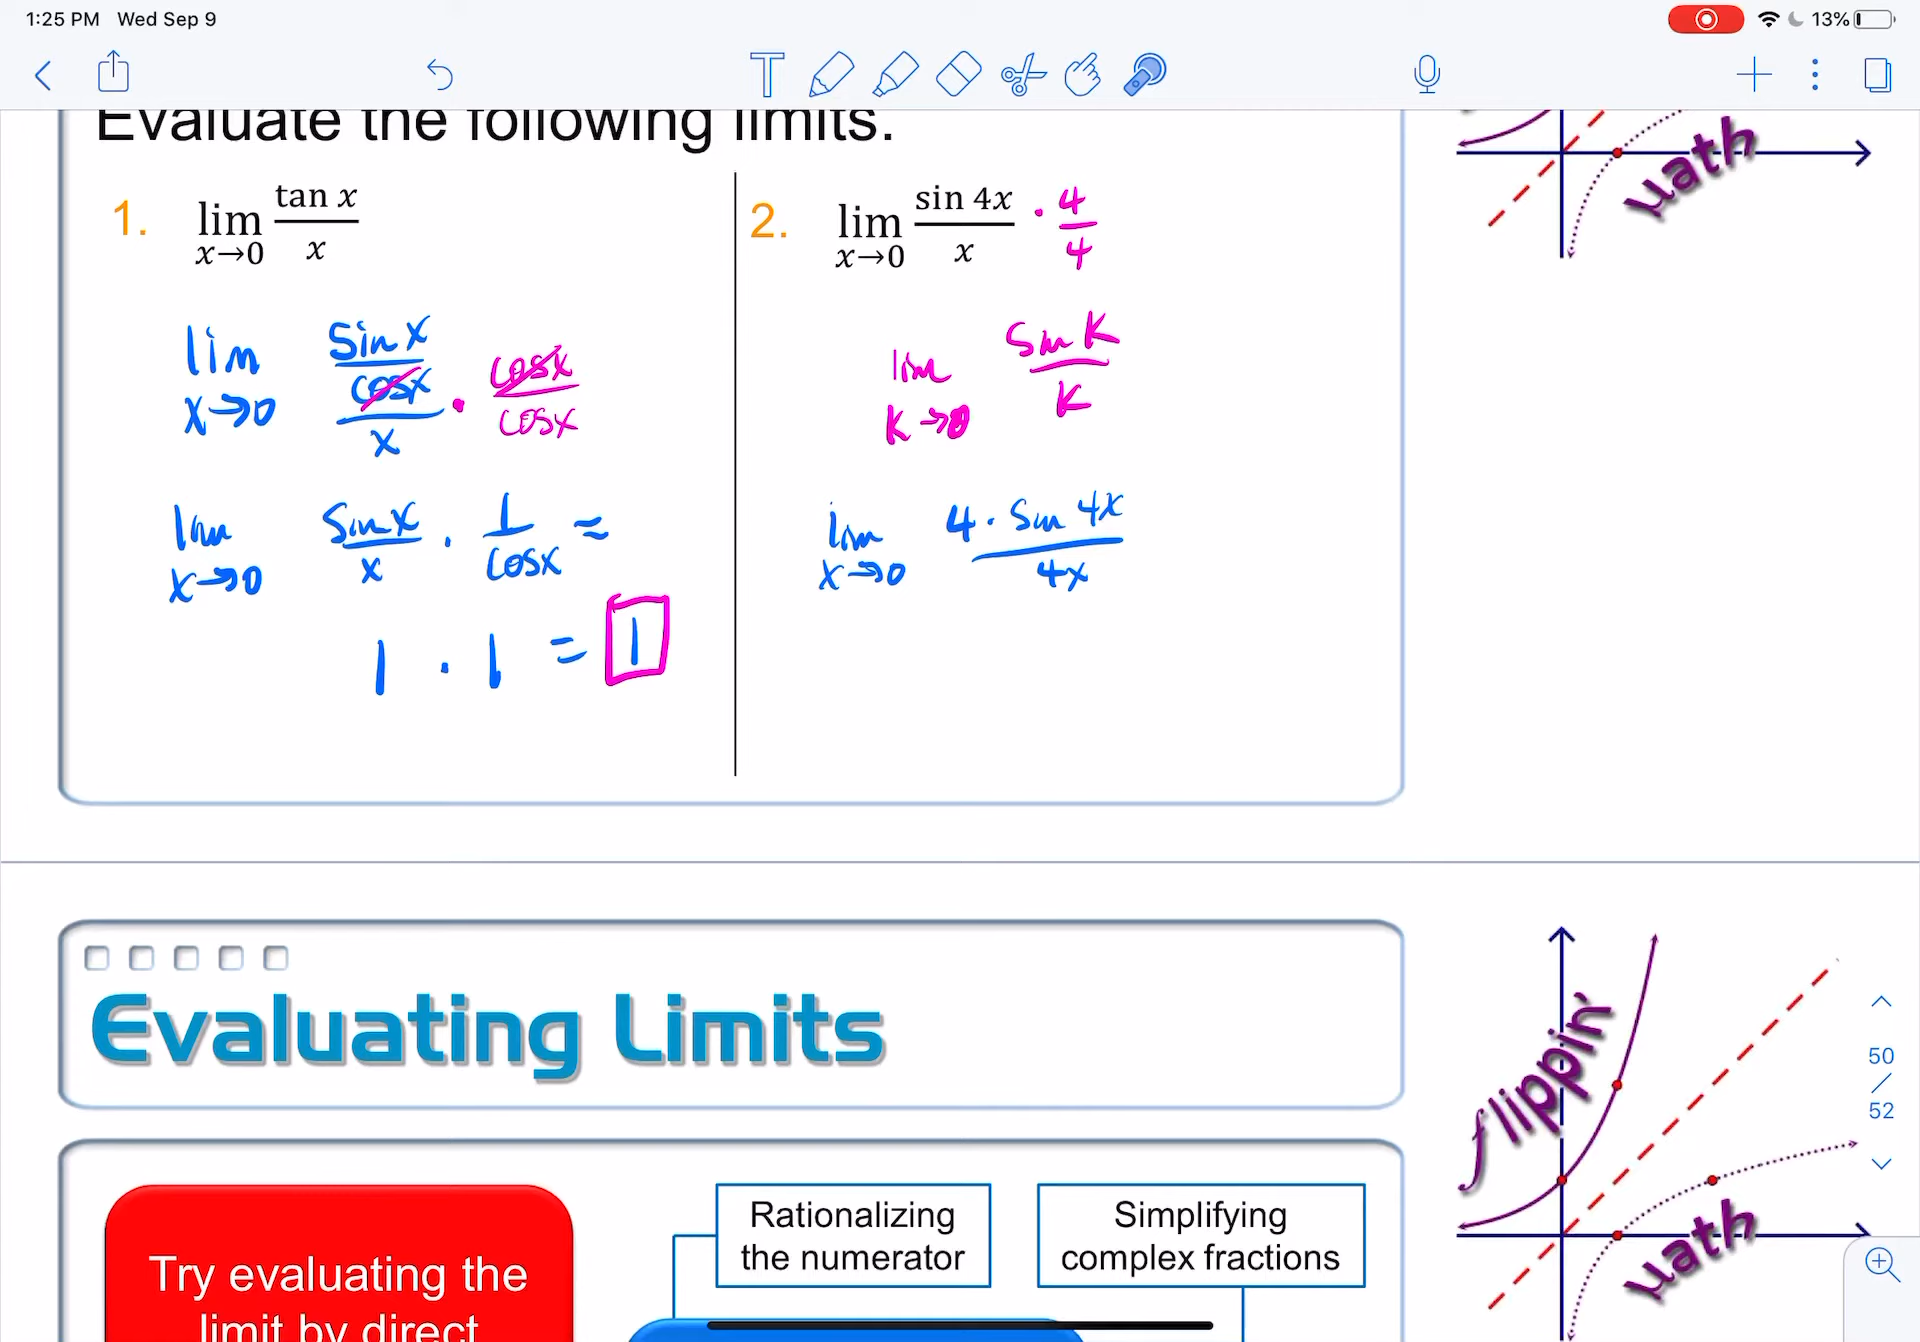 1:25 PM Wed Sep 9
13%
Evaluate the following limits.
1. lim x→0 tan x / x
lim x→0 (sin x / cos x) / x · cos x / cos x
lim x→0 sin x / x · 1 / cos x =
1 · 1 = 1
2. lim x→0 sin 4x / x · 4 / 4
lim k→0 sin k / k
lim x→0 4 · sin 4x / 4x
math
Evaluating Limits
flippin'
math
50
/
52
Try evaluating the
limit by direct
Rationalizing
the numerator
Simplifying
complex fractions